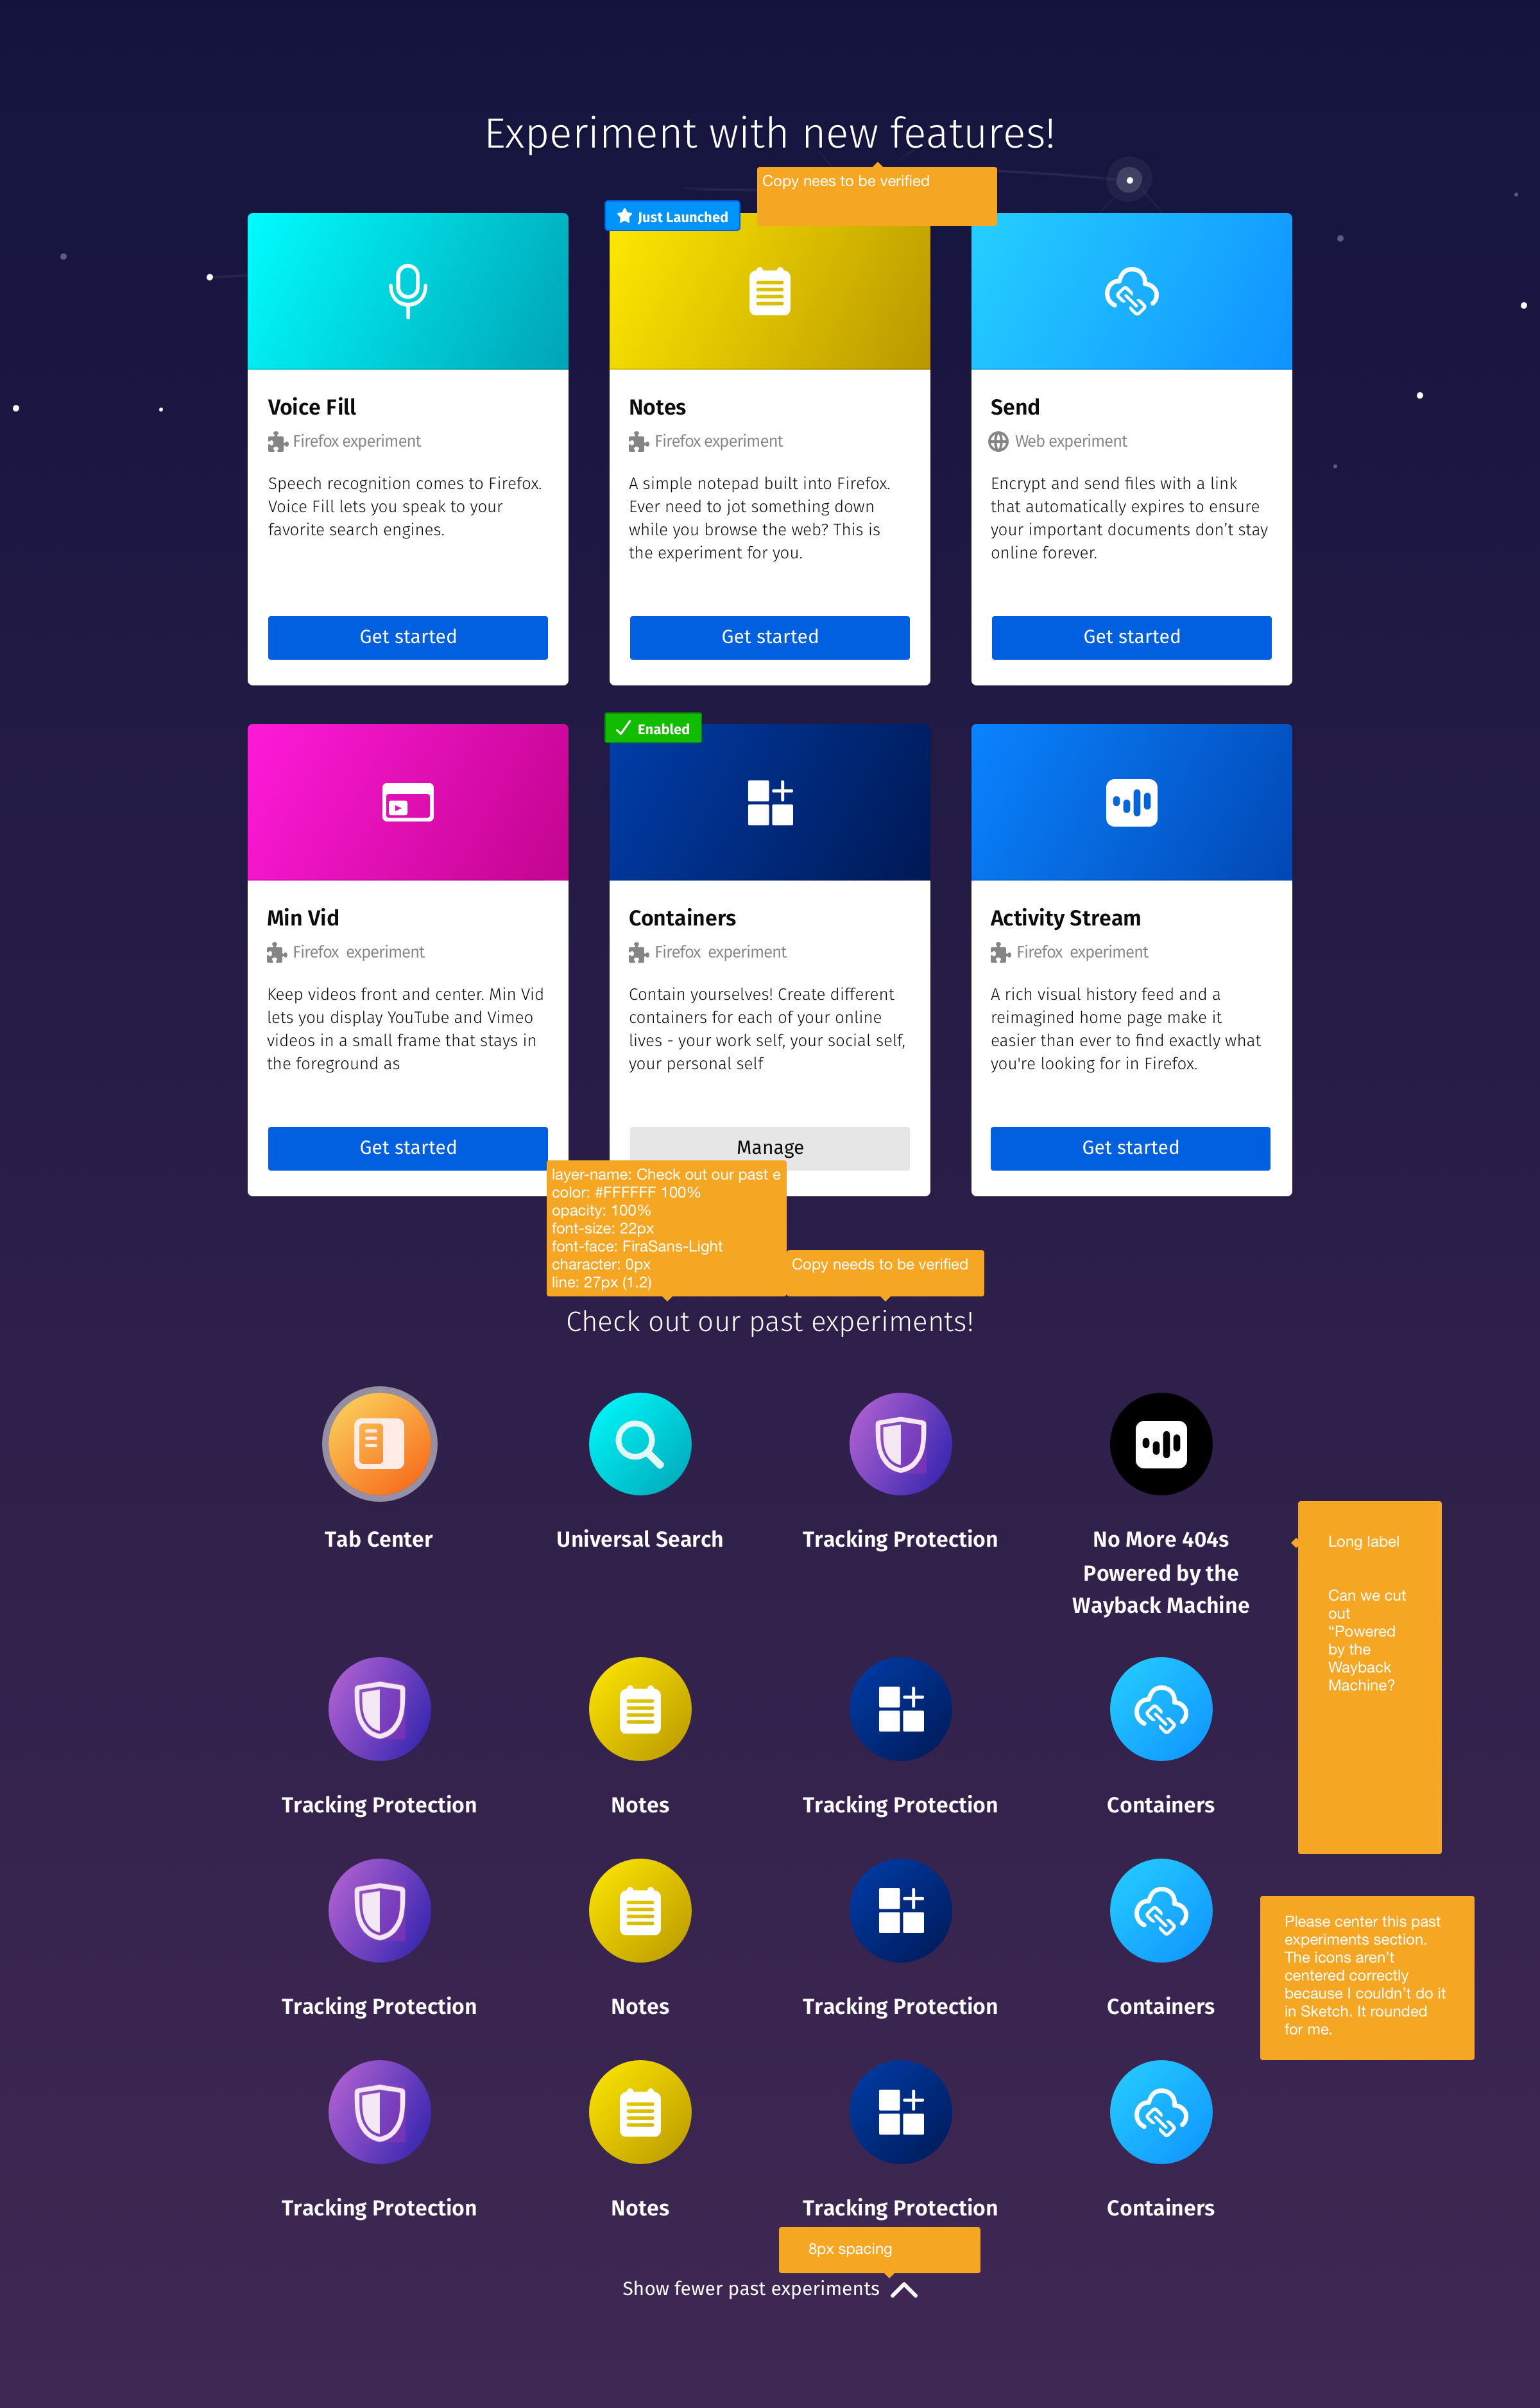 Experiment with new features!
Copy nees to be verified
Just Launched
Voice Fill
Firefox experiment
Speech recognition comes to Firefox.
Voice Fill lets you speak to your
favorite search engines.
Get started
Notes
Firefox experiment
A simple notepad built into Firefox.
Ever need to jot something down
while you browse the web? This is
the experiment for you.
Get started
Send
Web experiment
Encrypt and send files with a link
that automatically expires to ensure
your important documents don’t stay
online forever.
Get started
Min Vid
Firefox experiment
Keep videos front and center. Min Vid
lets you display YouTube and Vimeo
videos in a small frame that stays in
the foreground as
Get started
Enabled
Containers
Firefox experiment
Contain yourselves! Create different
containers for each of your online
lives - your work self, your social self,
your personal self
Manage
Activity Stream
Firefox experiment
A rich visual history feed and a
reimagined home page make it
easier than ever to find exactly what
you're looking for in Firefox.
Get started
layer-name: Check out our past e
color: #FFFFFF 100%
opacity: 100%
font-size: 22px
font-face: FiraSans-Light
character: 0px
line: 27px (1.2)
Copy needs to be verified
Check out our past experiments!
Tab Center
Universal Search
Tracking Protection
No More 404s
Powered by the
Wayback Machine
Long label
Can we cut
out
“Powered
by the
Wayback
Machine?
Tracking Protection
Notes
Tracking Protection
Containers
Please center this past
experiments section.
The icons aren’t
centered correctly
because I couldn’t do it
in Sketch. It rounded
for me.
Tracking Protection
Notes
Tracking Protection
Containers
Tracking Protection
Notes
Tracking Protection
Containers
8px spacing
Show fewer past experiments